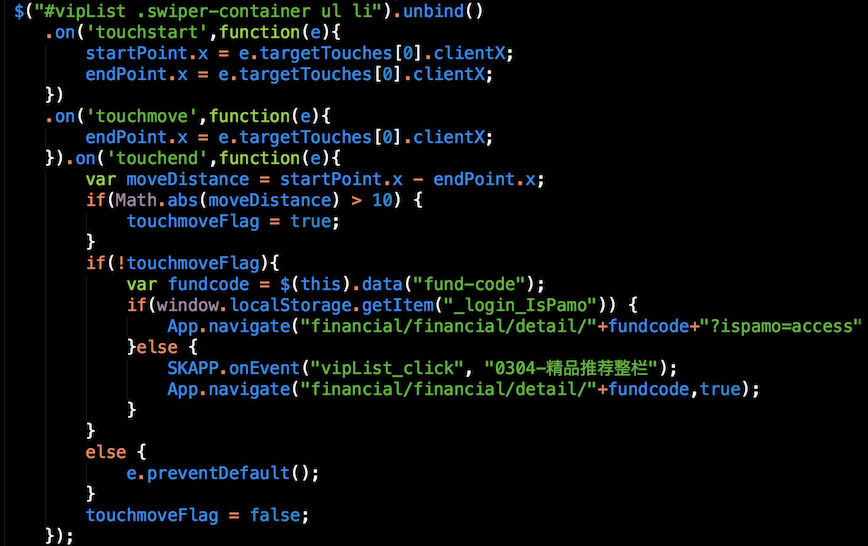 $("#vipList .swiper-container ul li").unbind()
.on('touchstart',function(e){
startPoint.x = e.targetTouches[0].clientX;
endPoint.x = e.targetTouches[0].clientX;
})
.on('touchmove',function(e){
endPoint.x = e.targetTouches[0].clientX;
}).on('touchend',function(e){
var moveDistance = startPoint.x - endPoint.x;
if(Math.abs(moveDistance) > 10) {
touchmoveFlag = true;
}
if(!touchmoveFlag){
var fundcode = $(this).data("fund-code");
if(window.localStorage.getItem("_login_IsPamo")) {
App.navigate("financial/financial/detail/"+fundcode+"?ispamo=access"
}else {
SKAPP.onEvent("vipList_click", "0304-精品推荐整栏");
App.navigate("financial/financial/detail/"+fundcode,true);
}
}
else {
e.preventDefault();
}
touchmoveFlag = false;
});